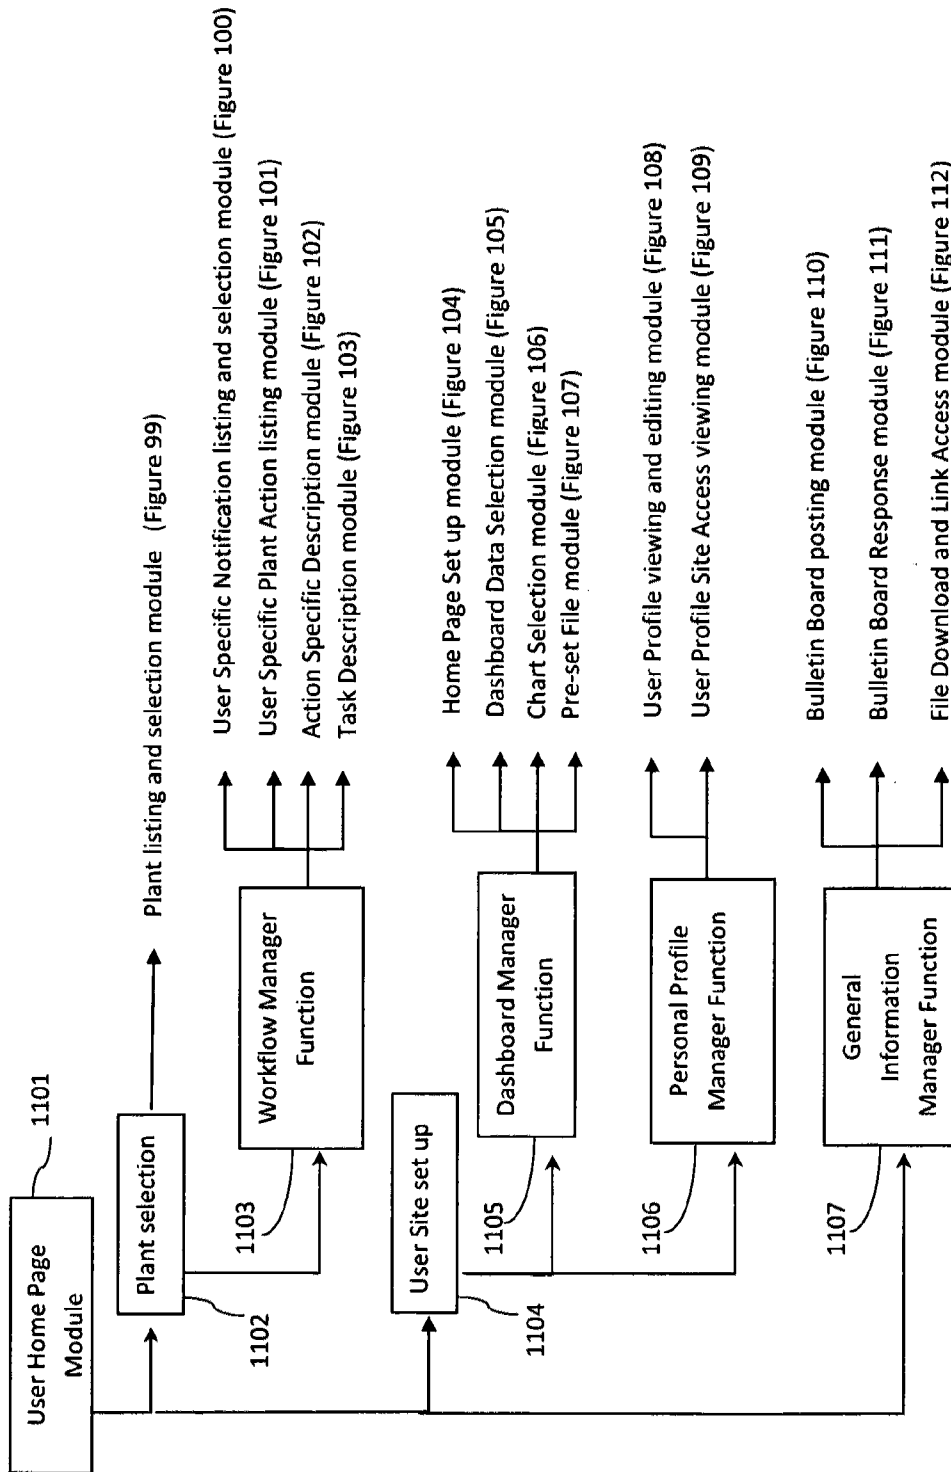 User Home Page
Module
1101
Plant selection
1102
Plant listing and selection module (Figure 99)
Workflow Manager
Function
1103
User Specific Notification listing and selection module (Figure 100)
User Specific Plant Action listing module (Figure 101)
Action Specific Description module (Figure 102)
Task Description module (Figure 103)
User Site set up
1104
Dashboard Manager
Function
1105
Home Page Set up module (Figure 104)
Dashboard Data Selection module (Figure 105)
Chart Selection module (Figure 106)
Pre-set File module (Figure 107)
Personal Profile
Manager Function
1106
User Profile viewing and editing module (Figure 108)
User Profile Site Access viewing module (Figure 109)
General
Information
Manager Function
1107
Bulletin Board posting module (Figure 110)
Bulletin Board Response module (Figure 111)
File Download and Link Access module (Figure 112)